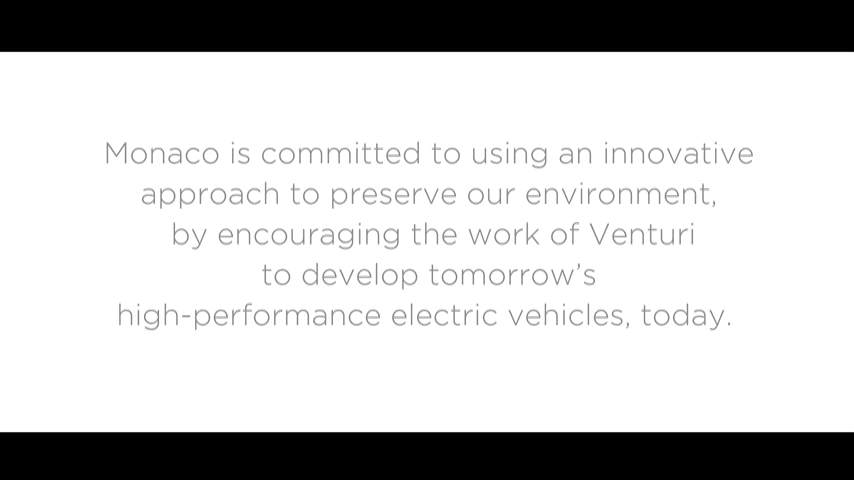 Monaco is committed to using an innovative
approach to preserve our environment,
by encouraging the work of Venturi
to develop tomorrow’s
high-performance electric vehicles, today.